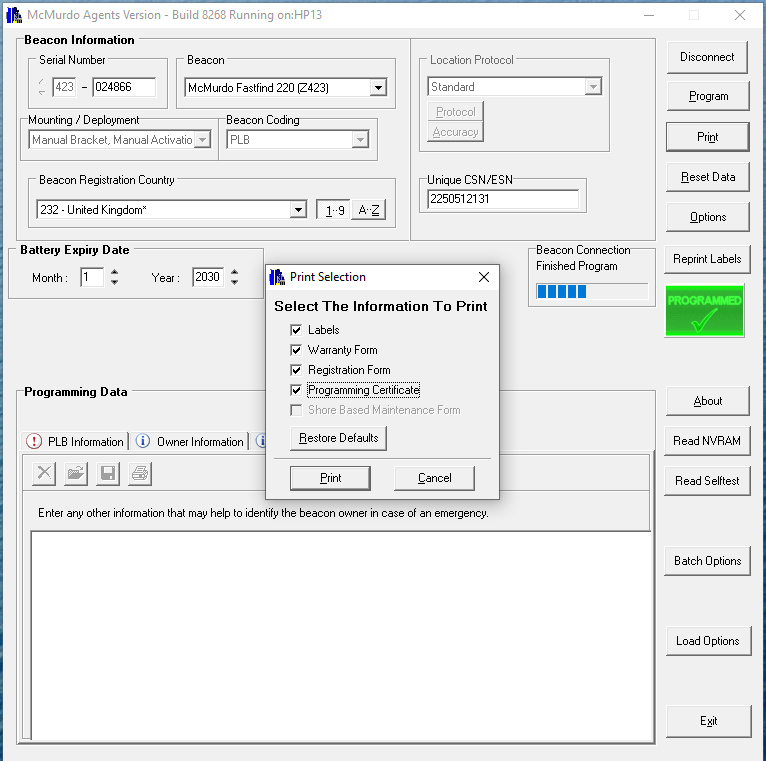 McMurdo Agents Version - Build 8268 Running on:HP13
Beacon Information
Serial Number
423 - 024866
Beacon
McMurdo Fastfind 220 (Z423)
Location Protocol
Standard
Protocol
Accuracy
Mounting / Deployment
Manual Bracket, Manual Activatio
Beacon Coding
PLB
Beacon Registration Country
232 - United Kingdom*
1--9
A--Z
Unique CSN/ESN
2250512131
Battery Expiry Date
Month :
1
Year :
2030
Beacon Connection
Finished Program
Disconnect
Program
Print
Reset Data
Options
Reprint Labels
PROGRAMMED
About
Read NVRAM
Read Selftest
Batch Options
Load Options
Exit
Print Selection
Select The Information To Print
Labels
Warranty Form
Registration Form
Programming Certificate
Shore Based Maintenance Form
Restore Defaults
Print
Cancel
Programming Data
PLB Information
Owner Information
Enter any other information that may help to identify the beacon owner in case of an emergency.